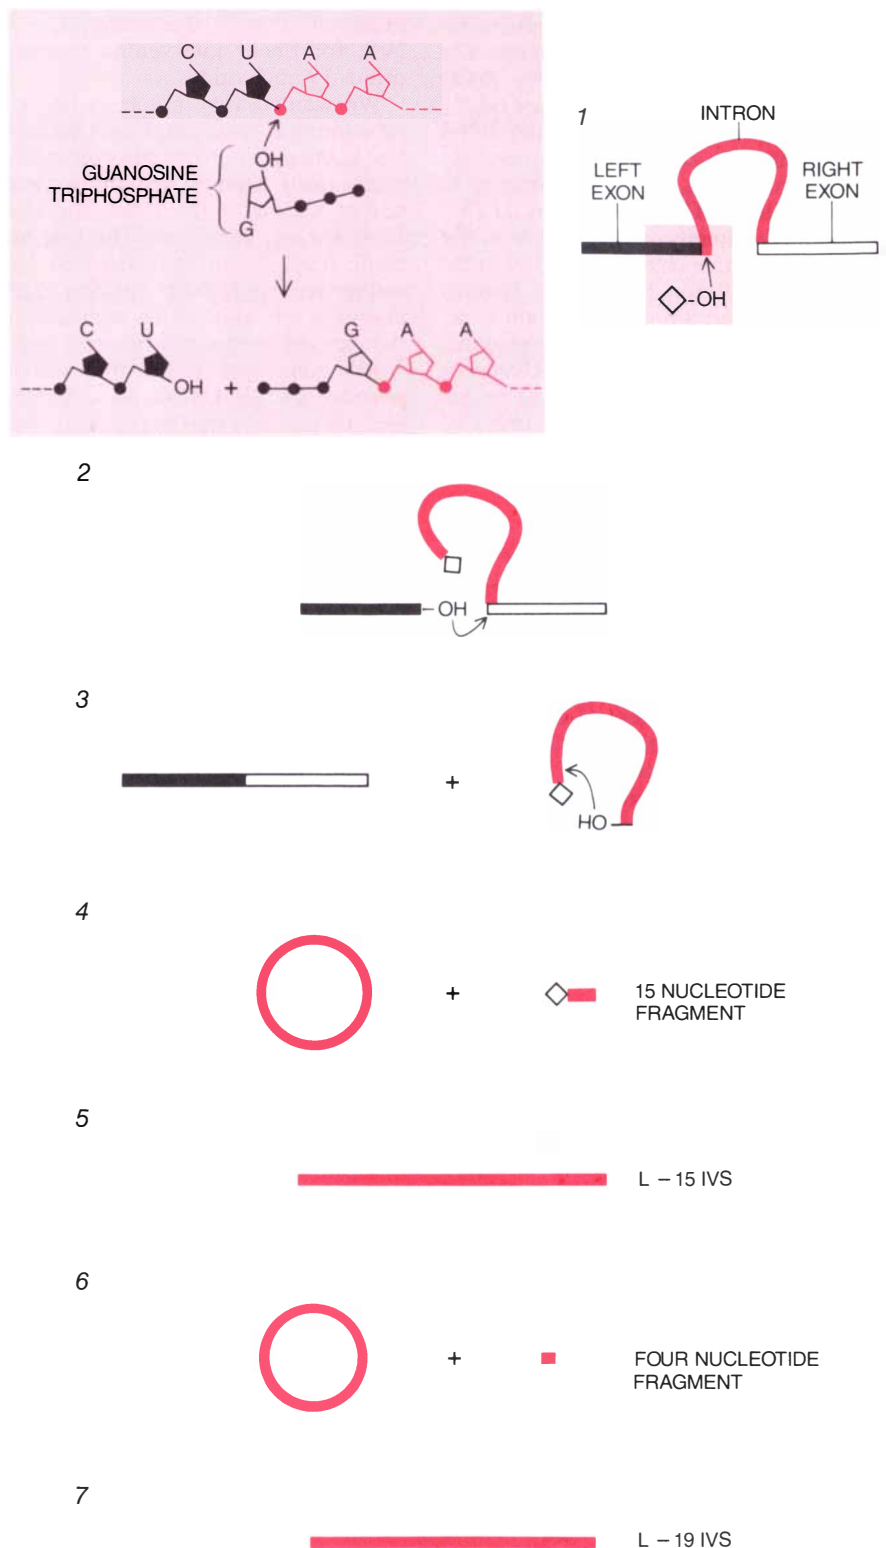 C U A A
OH
GUANOSINE
TRIPHOSPHATE
G
C U G A A
OH +
1
INTRON
LEFT
EXON
RIGHT
EXON
-OH
2
OH
3
+
HO
4
+
15 NUCLEOTIDE
FRAGMENT
5
L – 15 IVS
6
+
FOUR NUCLEOTIDE
FRAGMENT
7
L – 19 IVS